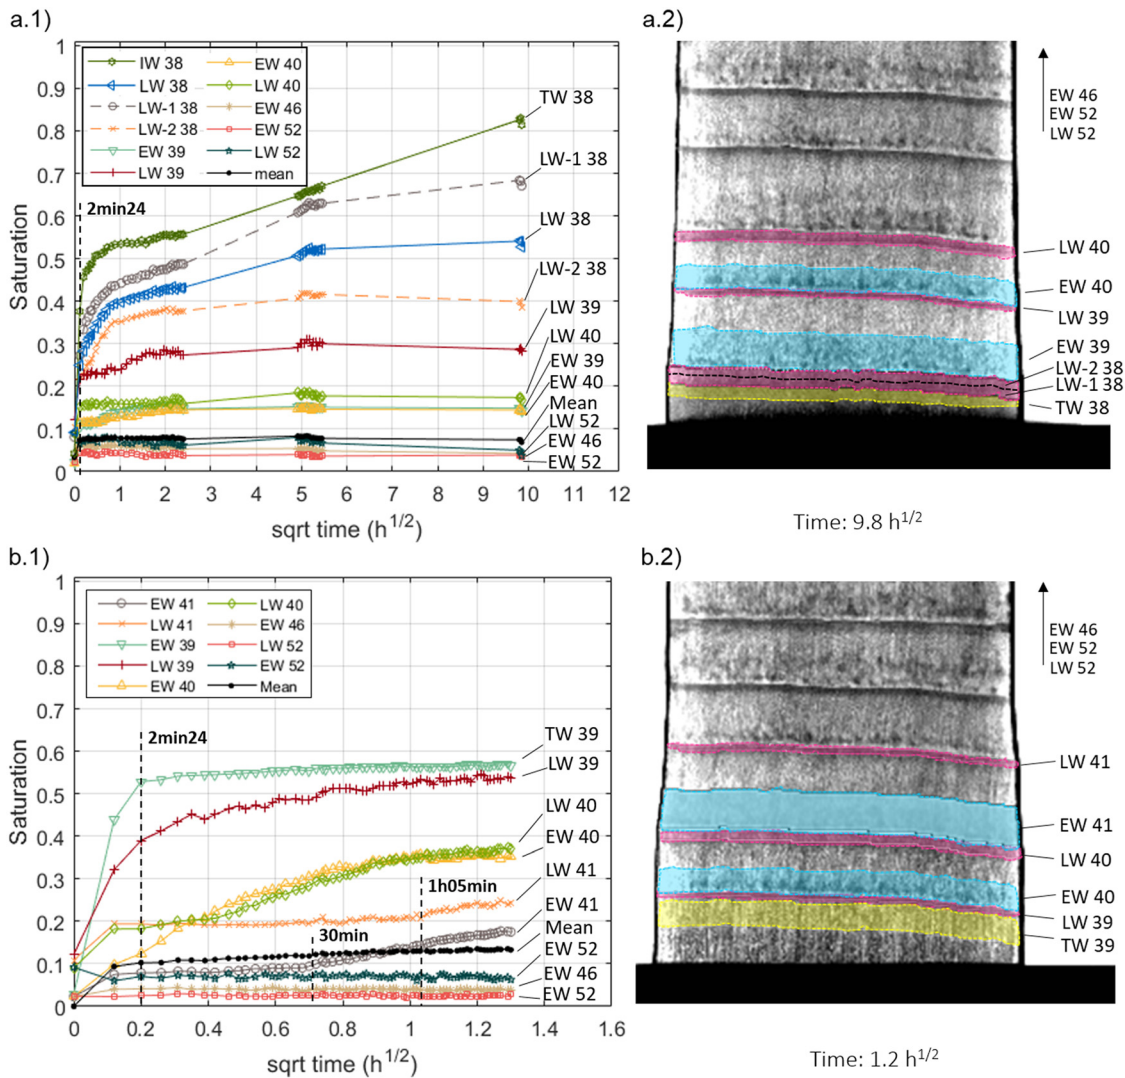 a.1)
1
0.9
0.8
0.7
0.6
0.5
0.4
0.3
0.2
0.1
0
Saturation
IW 38
LW 38
LW-1 38
LW-2 38
EW 39
LW 39
EW 40
LW 40
EW 46
EW 52
LW 52
mean
2min24
TW 38
LW-1 38
LW 38
LW-2 38
LW 39
LW 40
EW 39
EW 40
Mean
LW 52
EW 46
EW 52
0 1 2 3 4 5 6 7 8 9 10 11 12
sqrt time (h1/2)
a.2)
EW 46
EW 52
LW 52
LW 40
EW 40
LW 39
EW 39
LW-2 38
LW-1 38
TW 38
Time: 9.8 h1/2
b.1)
1
0.9
0.8
0.7
0.6
0.5
0.4
0.3
0.2
0.1
0
Saturation
EW 41
LW 41
EW 39
LW 39
EW 40
LW 40
EW 46
LW 52
EW 52
Mean
2min24
30min
1h05min
TW 39
LW 39
LW 40
EW 40
LW 41
EW 41
Mean
EW 52
EW 46
EW 52
0 0.2 0.4 0.6 0.8 1 1.2 1.4 1.6
sqrt time (h1/2)
b.2)
EW 46
EW 52
LW 52
LW 41
EW 41
LW 40
EW 40
LW 39
TW 39
Time: 1.2 h1/2